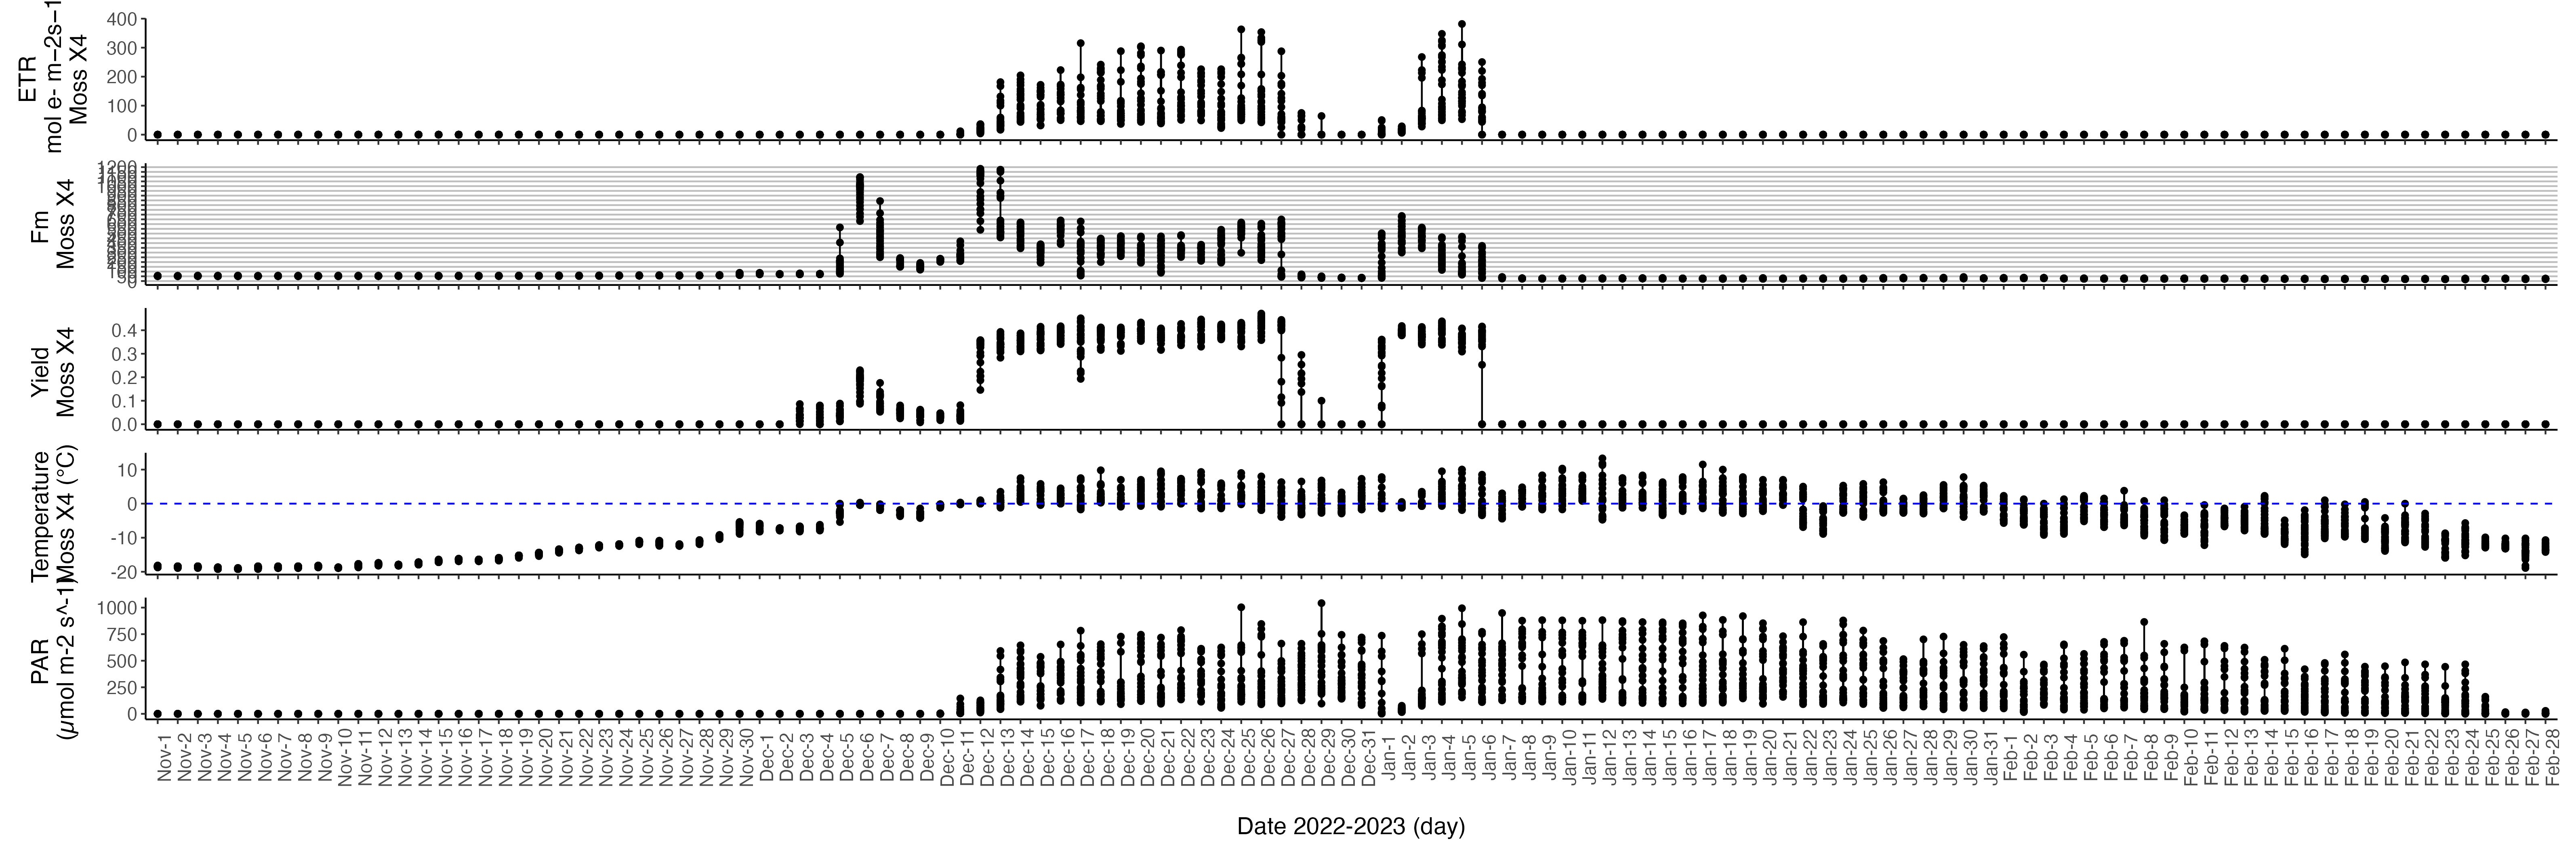 ETR
mol e- m−2s−1
Moss X4
400
300
200
100
0
Fm
Moss X4
1200
0
Yield
Moss X4
0.4
0.3
0.2
0.1
0.0
Temperature
Moss X4 (°C)
10
0
-10
-20
PAR
(µmol m-2 s^-1)
1000
750
500
250
0
Nov-1 Nov-2 Nov-3 Nov-4 Nov-5 Nov-6 Nov-7 Nov-8 Nov-9 Nov-10 Nov-11 Nov-12 Nov-13 Nov-14 Nov-15 Nov-16 Nov-17 Nov-18 Nov-19 Nov-20 Nov-21 Nov-22 Nov-23 Nov-24 Nov-25 Nov-26 Nov-27 Nov-28 Nov-29 Nov-30 Dec-1 Dec-2 Dec-3 Dec-4 Dec-5 Dec-6 Dec-7 Dec-8 Dec-9 Dec-10 Dec-11 Dec-12 Dec-13 Dec-14 Dec-15 Dec-16 Dec-17 Dec-18 Dec-19 Dec-20 Dec-21 Dec-22 Dec-23 Dec-24 Dec-25 Dec-26 Dec-27 Dec-28 Dec-29 Dec-30 Dec-31 Jan-1 Jan-2 Jan-3 Jan-4 Jan-5 Jan-6 Jan-7 Jan-8 Jan-9 Jan-10 Jan-11 Jan-12 Jan-13 Jan-14 Jan-15 Jan-16 Jan-17 Jan-18 Jan-19 Jan-20 Jan-21 Jan-22 Jan-23 Jan-24 Jan-25 Jan-26 Jan-27 Jan-28 Jan-29 Jan-30 Jan-31 Feb-1 Feb-2 Feb-3 Feb-4 Feb-5 Feb-6 Feb-7 Feb-8 Feb-9 Feb-10 Feb-11 Feb-12 Feb-13 Feb-14 Feb-15 Feb-16 Feb-17 Feb-18 Feb-19 Feb-20 Feb-21 Feb-22 Feb-23 Feb-24 Feb-25 Feb-26 Feb-27 Feb-28
Date 2022-2023 (day)